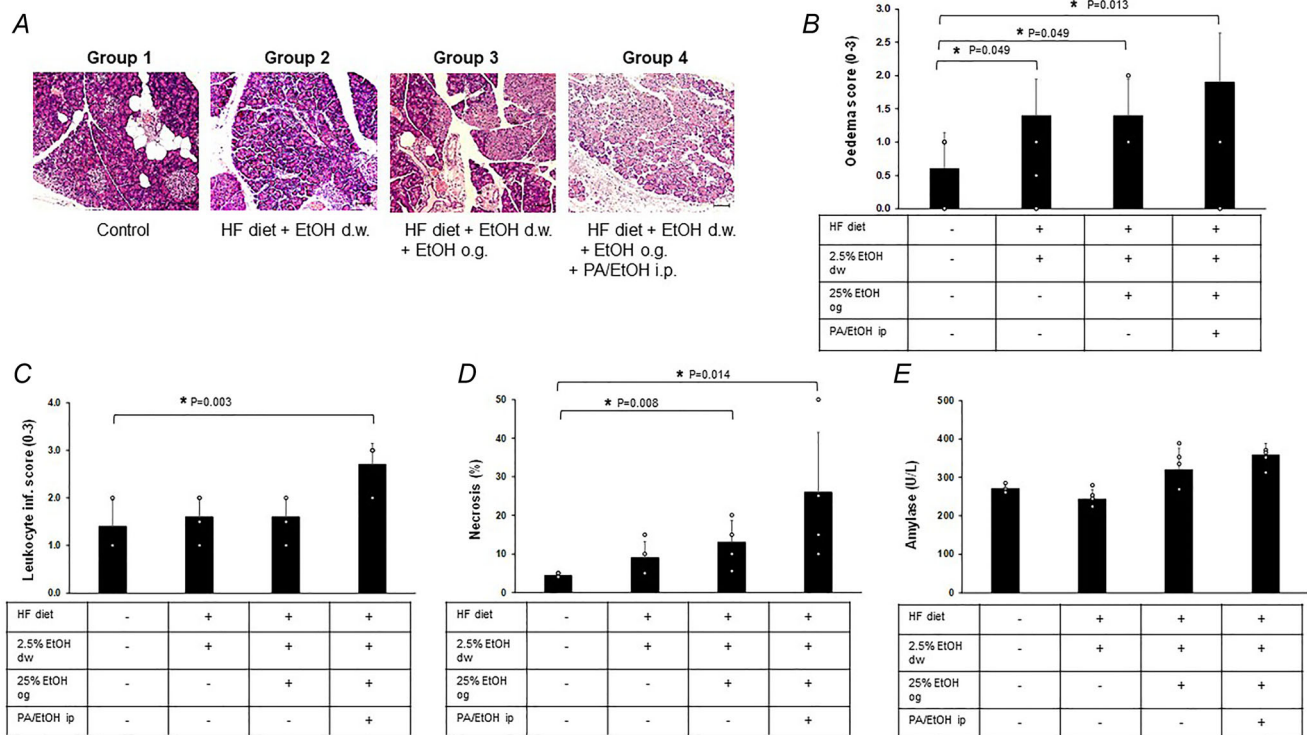 A
Group 1
Group 2
Group 3
Group 4
Control
HF diet + EtOH d.w.
HF diet + EtOH d.w.
+ EtOH o.g.
HF diet + EtOH d.w.
+ EtOH o.g.
+ PA/EtOH i.p.
B
* P=0.013
* P=0.049
* P=0.049
Oedema score (0-3)
3.0
2.5
2.0
1.5
1.0
0.5
0.0
HF diet - + + +
2.5% EtOH
dw - + + +
25% EtOH
og - - + +
PA/EtOH ip - - - +
C
* P=0.003
Leukocyte inf. score (0-3)
4.0
3.0
2.0
1.0
0.0
HF diet - + + +
2.5% EtOH
dw - + + +
25% EtOH
og - - + +
PA/EtOH ip - - - +
D
* P=0.014
* P=0.008
Necrosis (%)
50
40
30
20
10
0
HF diet - + + +
2.5% EtOH
dw - + + +
25% EtOH
og - - + +
PA/EtOH ip - - - +
E
Amylase (U/L)
500
400
300
200
100
0
HF diet - + + +
2.5% EtOH
dw - + + +
25% EtOH
og - - + +
PA/EtOH ip - - - +